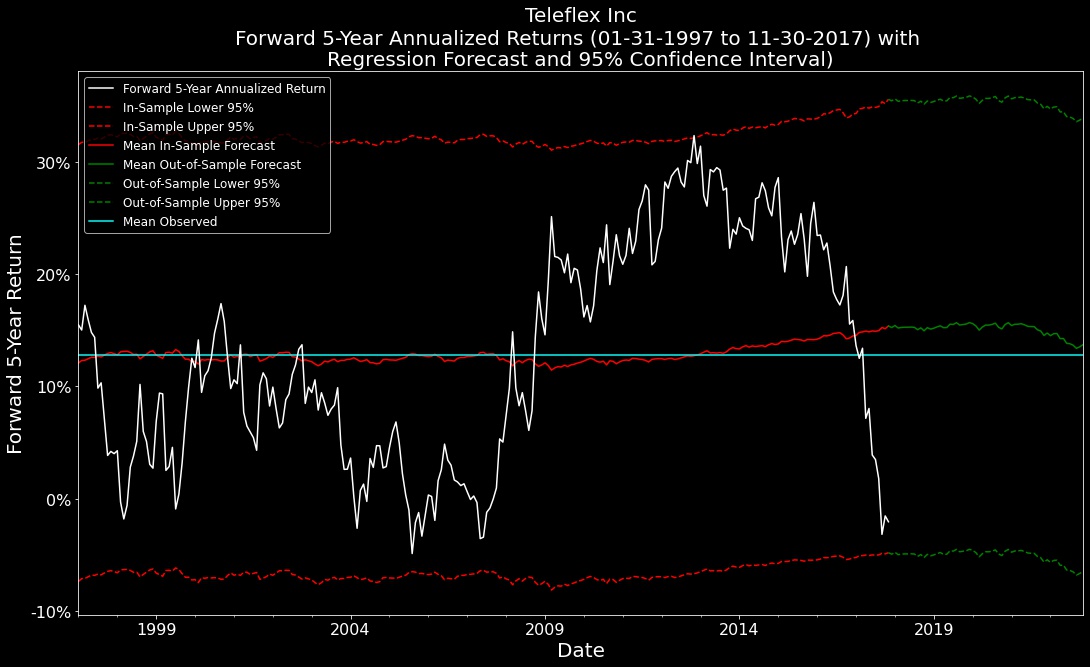 Teleflex Inc
Forward 5-Year Annualized Returns (01-31-1997 to 11-30-2017) with
Regression Forecast and 95% Confidence Interval)
Forward 5-Year Annualized Return
In-Sample Lower 95%
In-Sample Upper 95%
Mean In-Sample Forecast
Mean Out-of-Sample Forecast
Out-of-Sample Lower 95%
Out-of-Sample Upper 95%
Mean Observed
Forward 5-Year Return
30%
20%
10%
0%
-10%
1999
2004
2009
2014
2019
Date